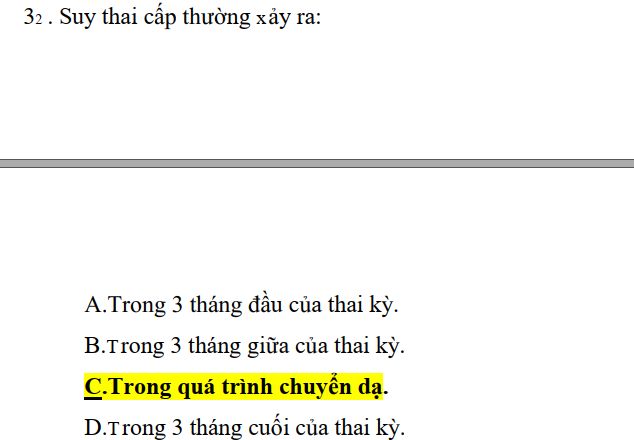 32 . Suy thai cấp thường xảy ra:
A.Trong 3 tháng đầu của thai kỳ.
B.Trong 3 tháng giữa của thai kỳ.
C.Trong quá trình chuyển dạ.
D.Trong 3 tháng cuối của thai kỳ.